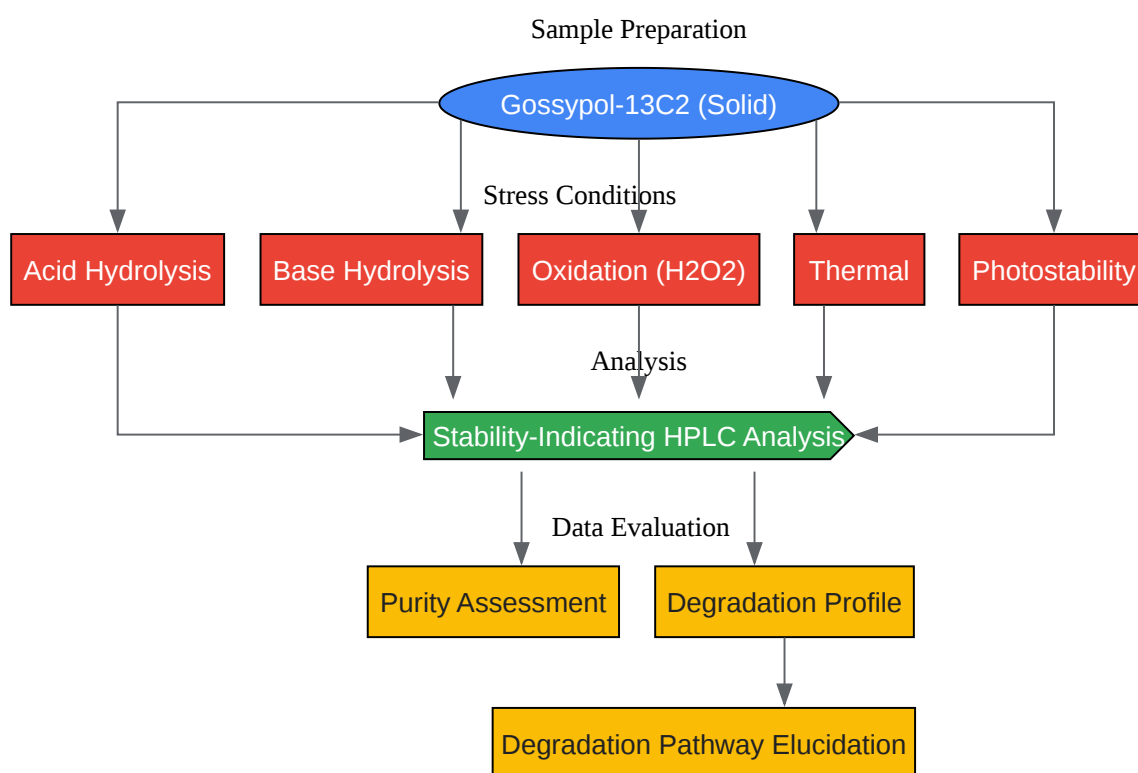 Sample Preparation
Gossypol-13C2 (Solid)
Stress Conditions
Acid Hydrolysis
Base Hydrolysis
Oxidation (H2O2)
Thermal
Photostability
Analysis
Stability-Indicating HPLC Analysis
Data Evaluation
Purity Assessment
Degradation Profile
Degradation Pathway Elucidation